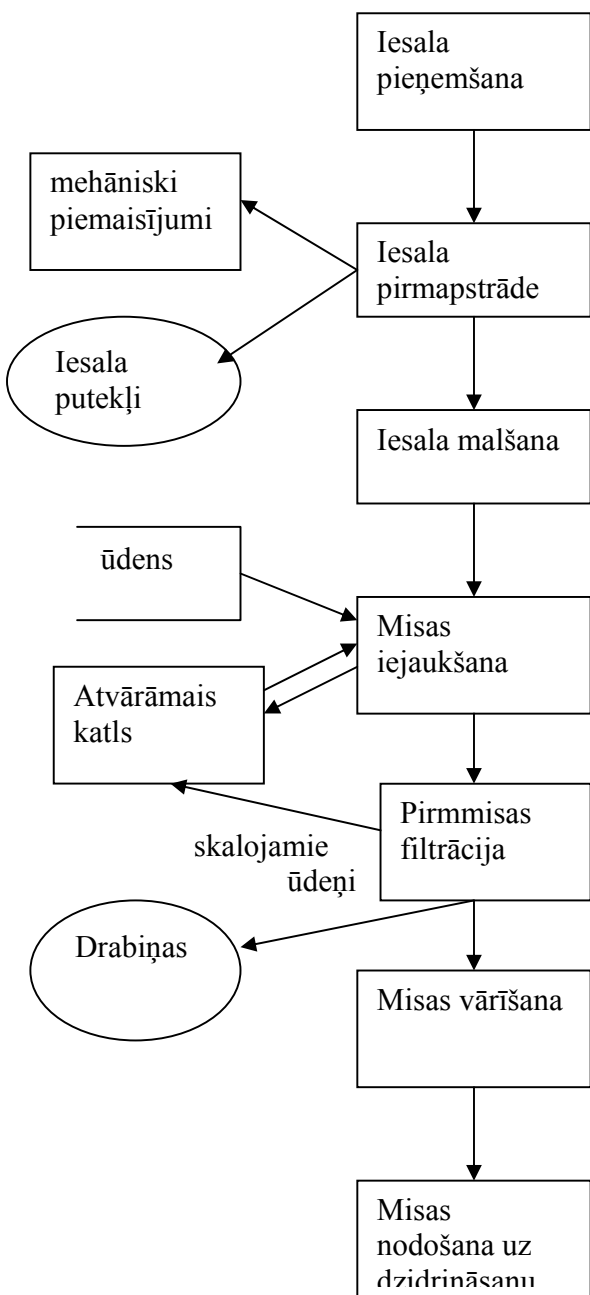 Iesala
pieņemšana
mehāniski
piemaisījumi
Iesala
pirmapstrāde
Iesala
putekļi
Iesala malšana
ūdens
Misas
iejaukšana
Atvārāmais
katls
Pirmmisas
filtrācija
skalojamie
ūdeņi
Drabiņas
Misas vārīšana
Misas
nodošana uz
dzidrināšanu